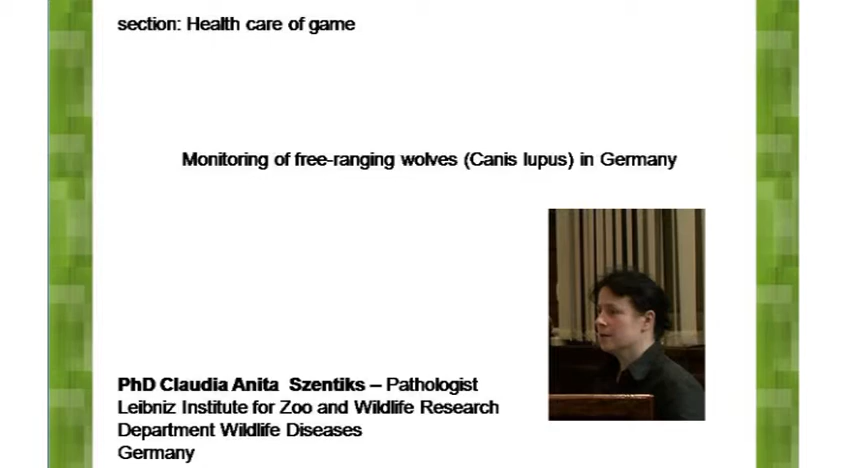 section: Health care of game
Monitoring of free-ranging wolves (Canis lupus) in Germany
PhD Claudia Anita Szentiks – Pathologist
Leibniz Institute for Zoo and Wildlife Research
Department Wildlife Diseases
Germany